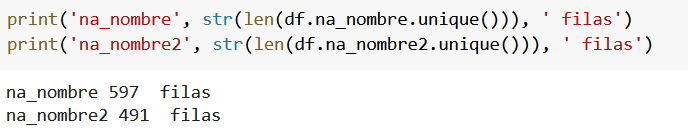 print('na_nombre', str(len(df.na_nombre.unique())), ' filas')
print('na_nombre2', str(len(df.na_nombre2.unique())), ' filas')
na_nombre 597  filas
na_nombre2 491  filas